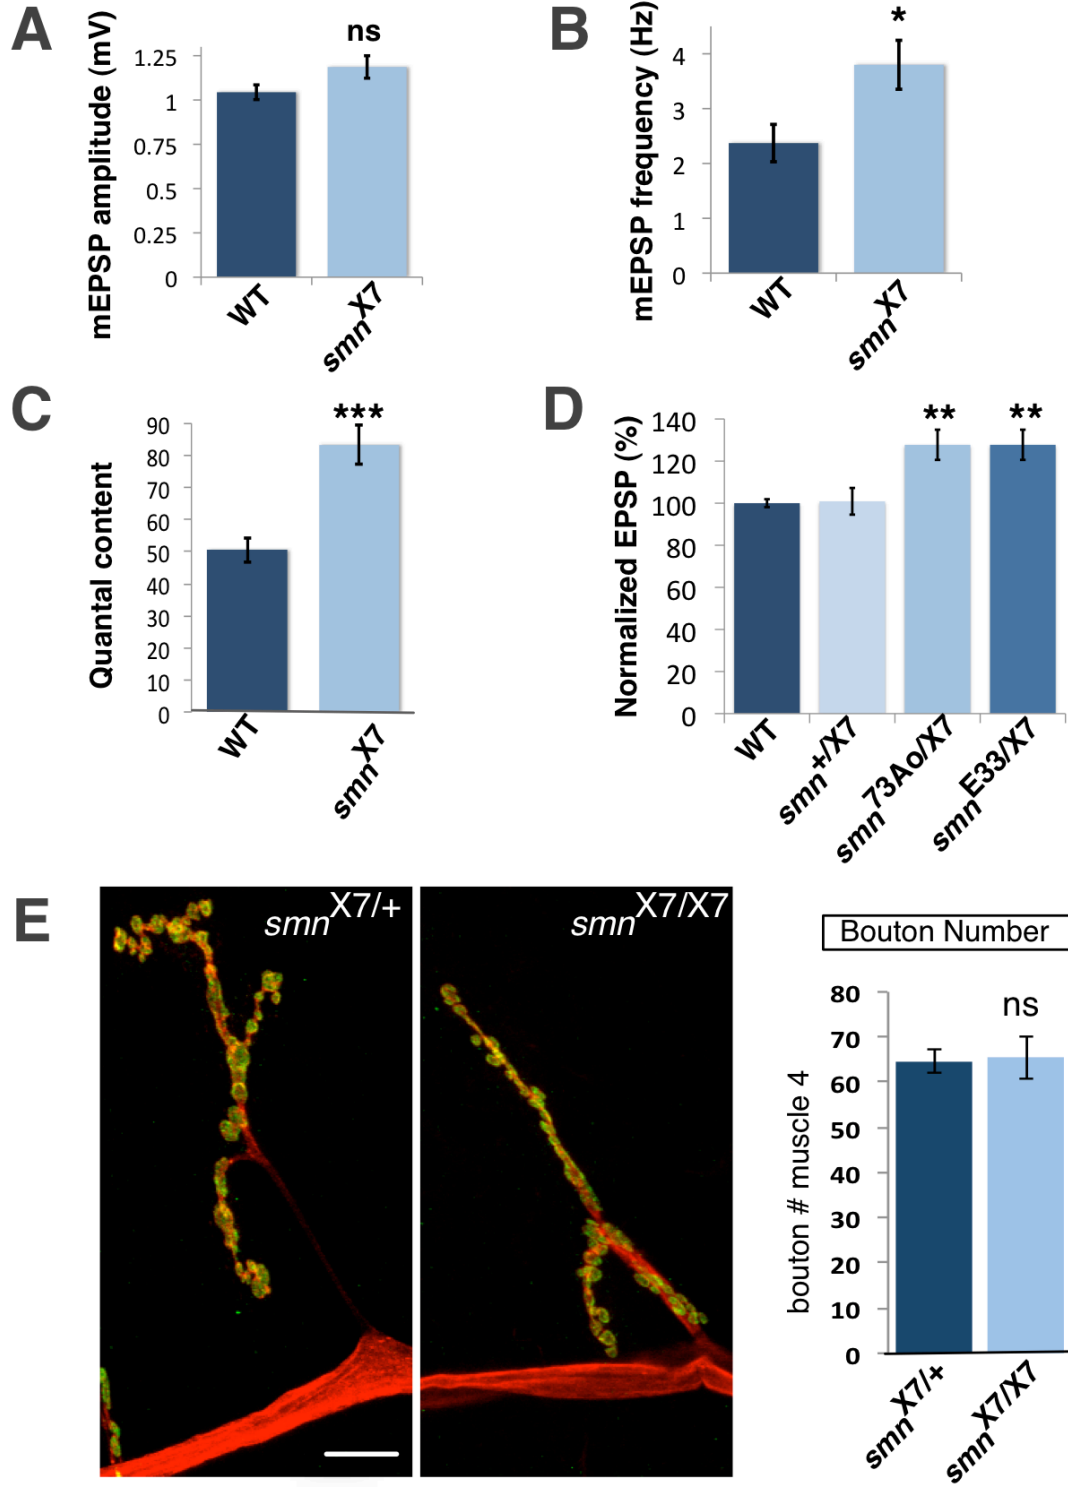 A
mEPSP amplitude (mV)
ns
1.25
1
0.75
0.5
0.25
0
WT
smnX7
B
mEPSP frequency (Hz)
*
4
3
2
1
0
WT
smnX7
C
Quantal content
***
90
80
70
60
50
40
30
20
10
0
WT
smnX7
D
Normalized EPSP (%)
** **
140
120
100
80
60
40
20
0
WT
smn+/X7
smn73Ao/X7
smnE33/X7
E
smnX7/+
smnX7/X7
Bouton Number
bouton # muscle 4
ns
80
70
60
50
40
30
20
10
0
smnX7/+
smnX7/X7